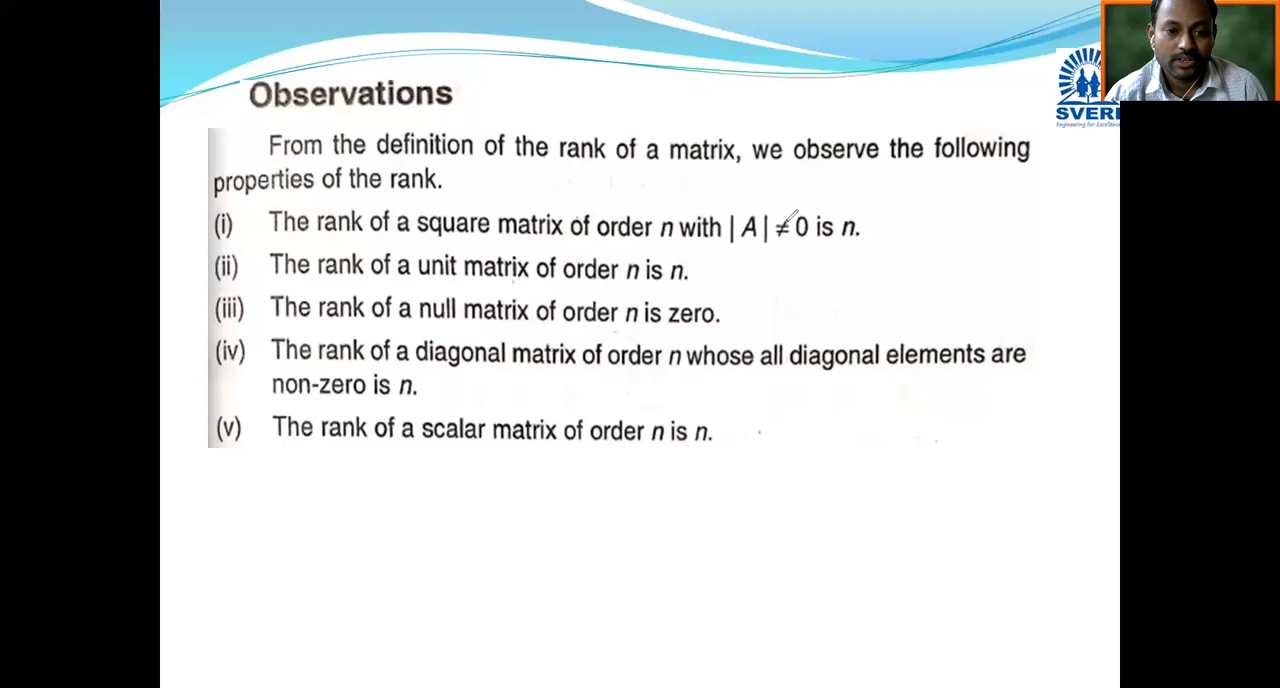 Observations
From the definition of the rank of a matrix, we observe the following
properties of the rank.
(i) The rank of a square matrix of order n with | A | ≠ 0 is n.
(ii) The rank of a unit matrix of order n is n.
(iii) The rank of a null matrix of order n is zero.
(iv) The rank of a diagonal matrix of order n whose all diagonal elements are
non-zero is n.
(v) The rank of a scalar matrix of order n is n.
SVERI
Engineering for Excellence